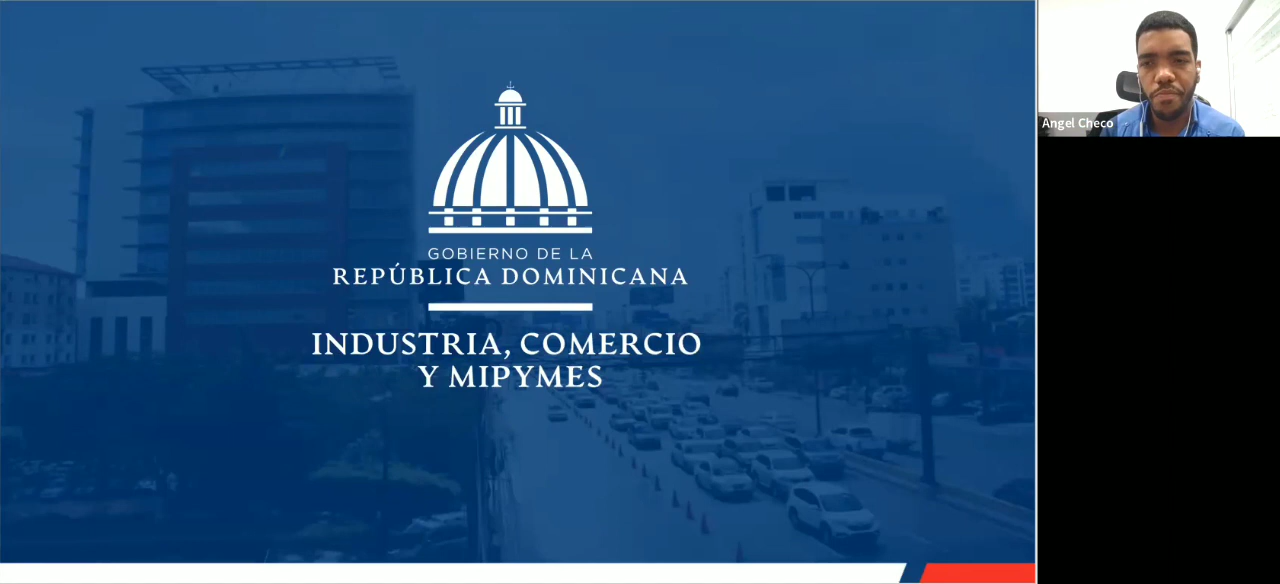 GOBIERNO DE LA
REPÚBLICA DOMINICANA
INDUSTRIA, COMERCIO
Y MIPYMES
Angel Checo